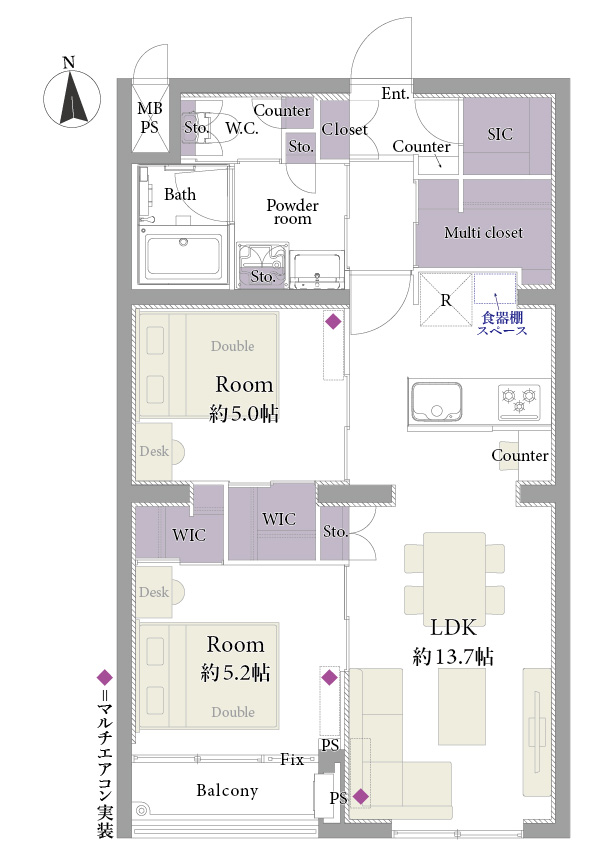 N
MB
PS
Sto.
W.C.
Counter
Sto.
Closet
Ent.
Counter
SIC
Bath
Powder
room
Multi closet
Sto.
R
食器棚
スペース
Double
Room
約5.0帖
Desk
Counter
WIC
WIC
Sto.
Desk
LDK
約13.7帖
Room
約5.2帖
Double
PS
Fix
Balcony
PS
◆=マルチエアコン実装